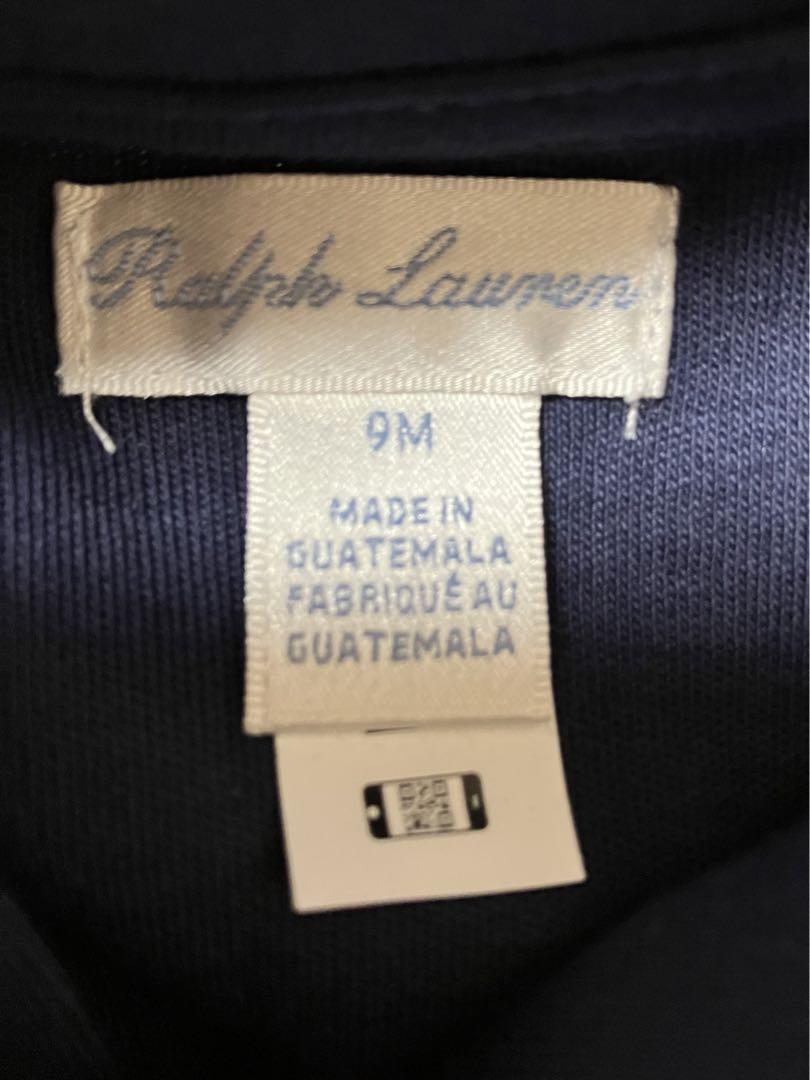 Ralph Lauren
9M
MADE IN
GUATEMALA
FABRIQUÉ AU
GUATEMALA